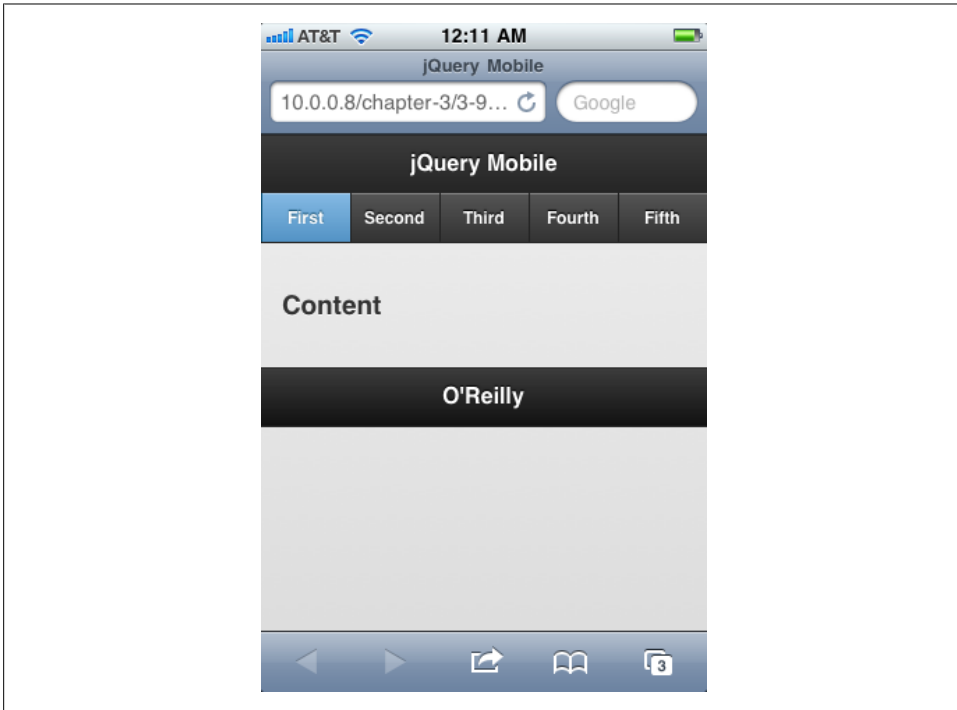 AT&T 12:11 AM
jQuery Mobile
10.0.0.8/chapter-3/3-9... Google
jQuery Mobile
First Second Third Fourth Fifth
Content
O'Reilly
3